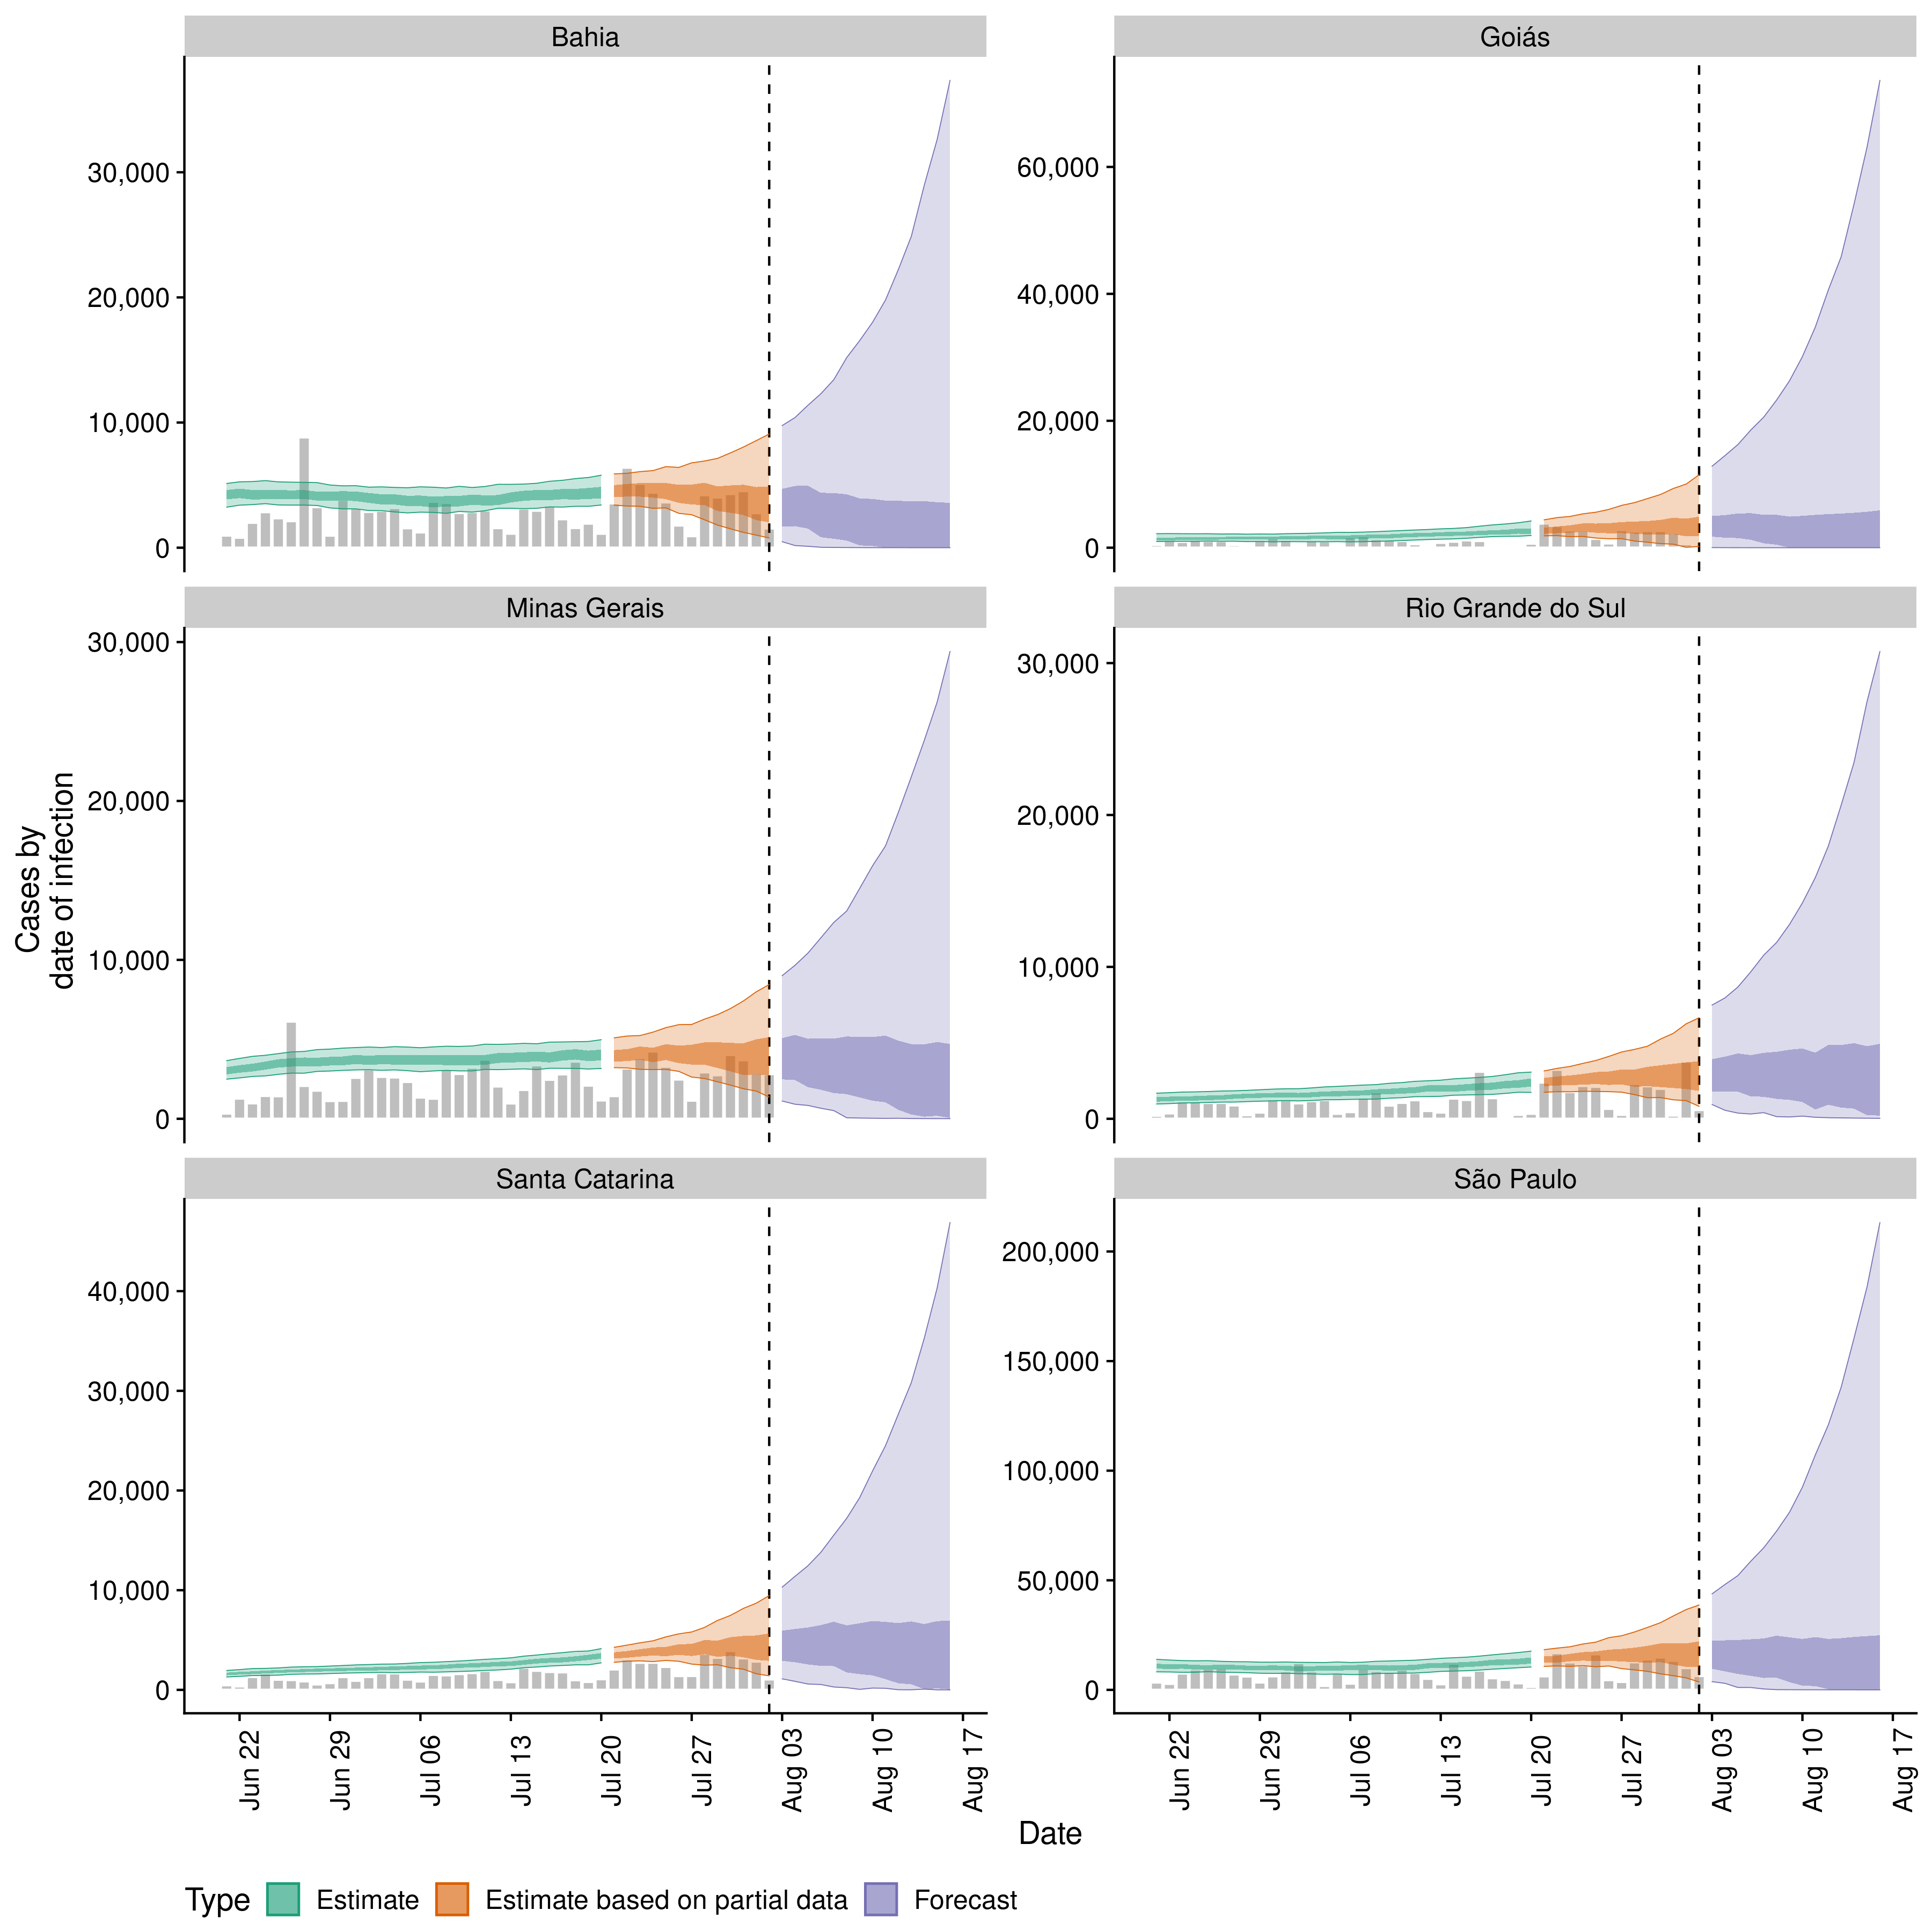 Bahia
Goiás
30,000
20,000
10,000
0
60,000
40,000
20,000
0
Minas Gerais
Rio Grande do Sul
30,000
20,000
10,000
0
30,000
20,000
10,000
0
Cases by
date of infection
Santa Catarina
São Paulo
40,000
30,000
20,000
10,000
0
200,000
150,000
100,000
50,000
0
Jun 22
Jun 29
Jul 06
Jul 13
Jul 20
Jul 27
Aug 03
Aug 10
Aug 17
Jun 22
Jun 29
Jul 06
Jul 13
Jul 20
Jul 27
Aug 03
Aug 10
Aug 17
Date
Type Estimate Estimate based on partial data Forecast